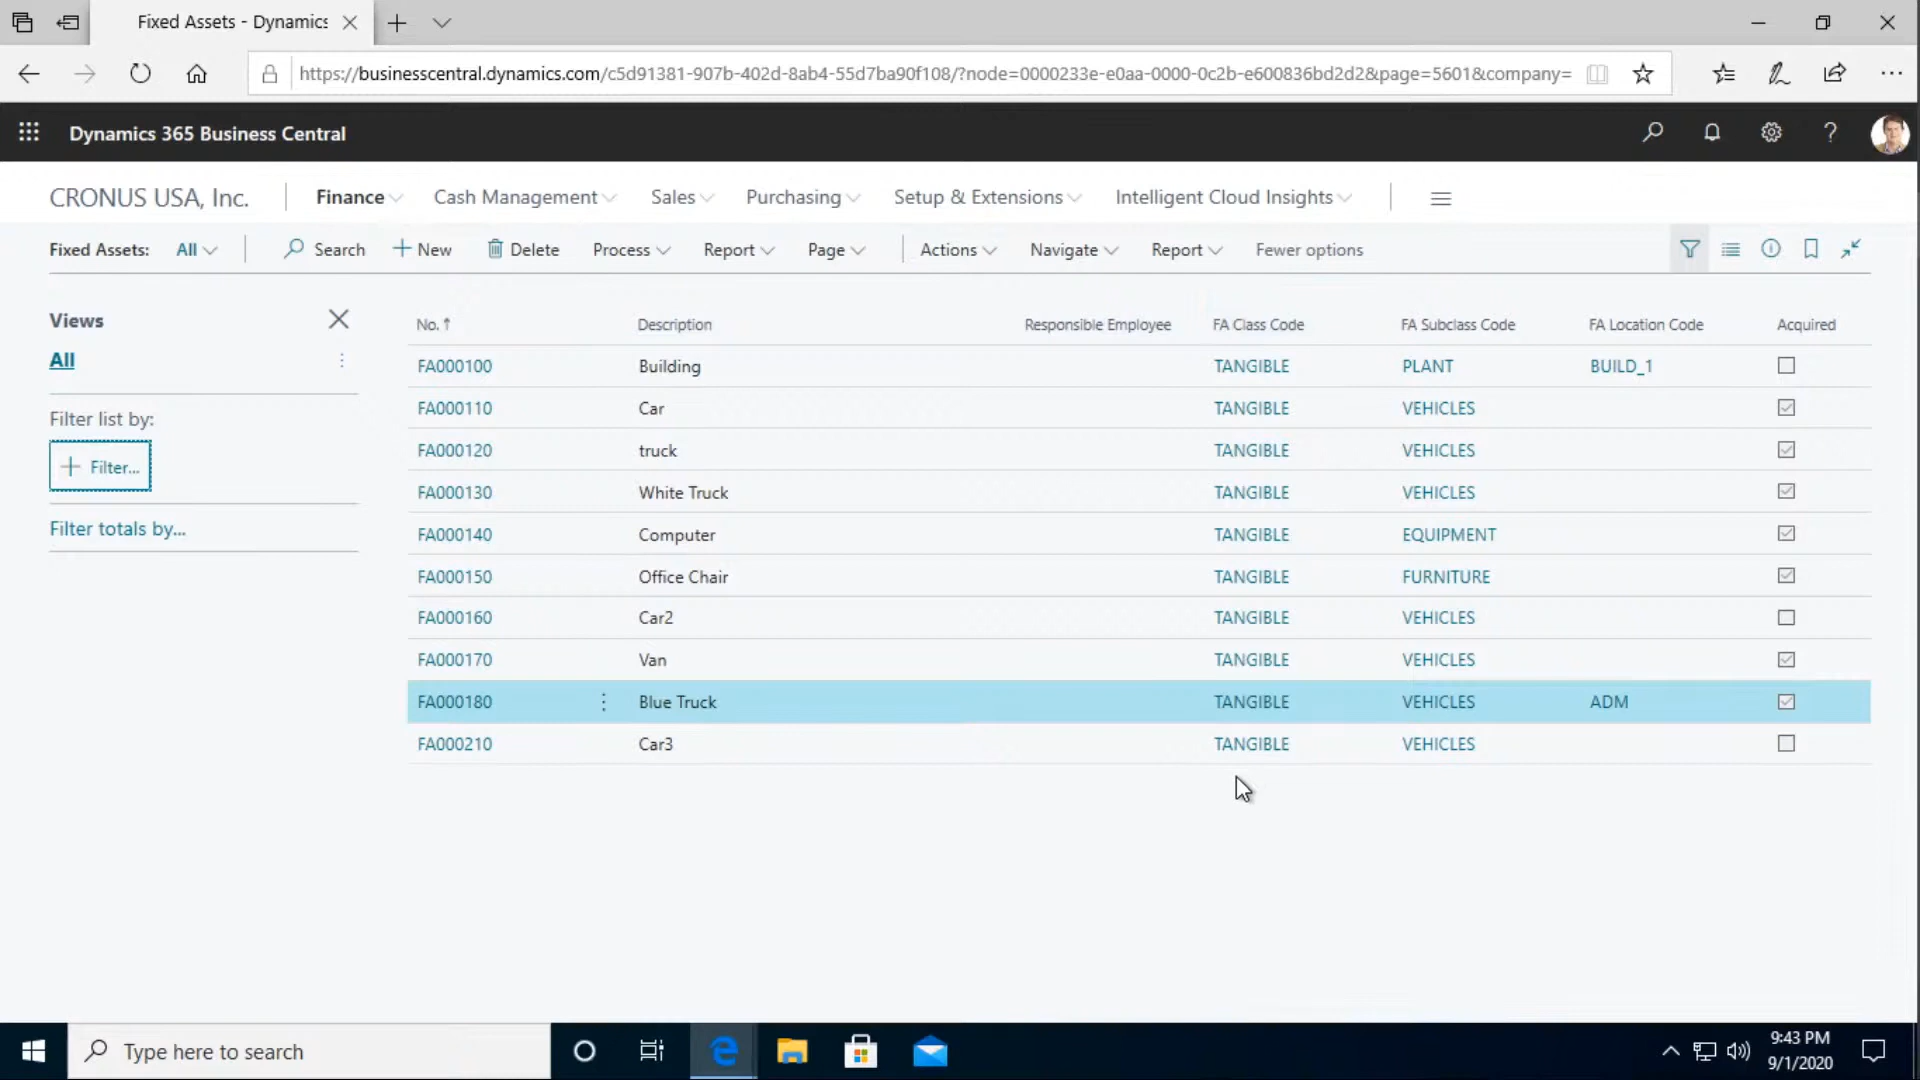 Fixed Assets - Dynamics
https://businesscentral.dynamics.com/c5d91381-907b-402d-8ab4-55d7ba90f108/?node=0000233e-e0aa-0000-0c2b-e600836bd2d2&page=5601&company=
Dynamics 365 Business Central
?
CRONUS USA, Inc. Finance Cash Management Sales Purchasing Setup & Extensions Intelligent Cloud Insights
Fixed Assets: All Search New Delete Process Report Page Actions Navigate Report Fewer options
Views
All
Filter list by:
Filter...
Filter totals by...
No. ↑ Description Responsible Employee FA Class Code FA Subclass Code FA Location Code Acquired
FA000100 Building TANGIBLE PLANT BUILD_1
FA000110 Car TANGIBLE VEHICLES
FA000120 truck TANGIBLE VEHICLES
FA000130 White Truck TANGIBLE VEHICLES
FA000140 Computer TANGIBLE EQUIPMENT
FA000150 Office Chair TANGIBLE FURNITURE
FA000160 Car2 TANGIBLE VEHICLES
FA000170 Van TANGIBLE VEHICLES
FA000180 Blue Truck TANGIBLE VEHICLES ADM
FA000210 Car3 TANGIBLE VEHICLES
Type here to search
9:43 PM
9/1/2020